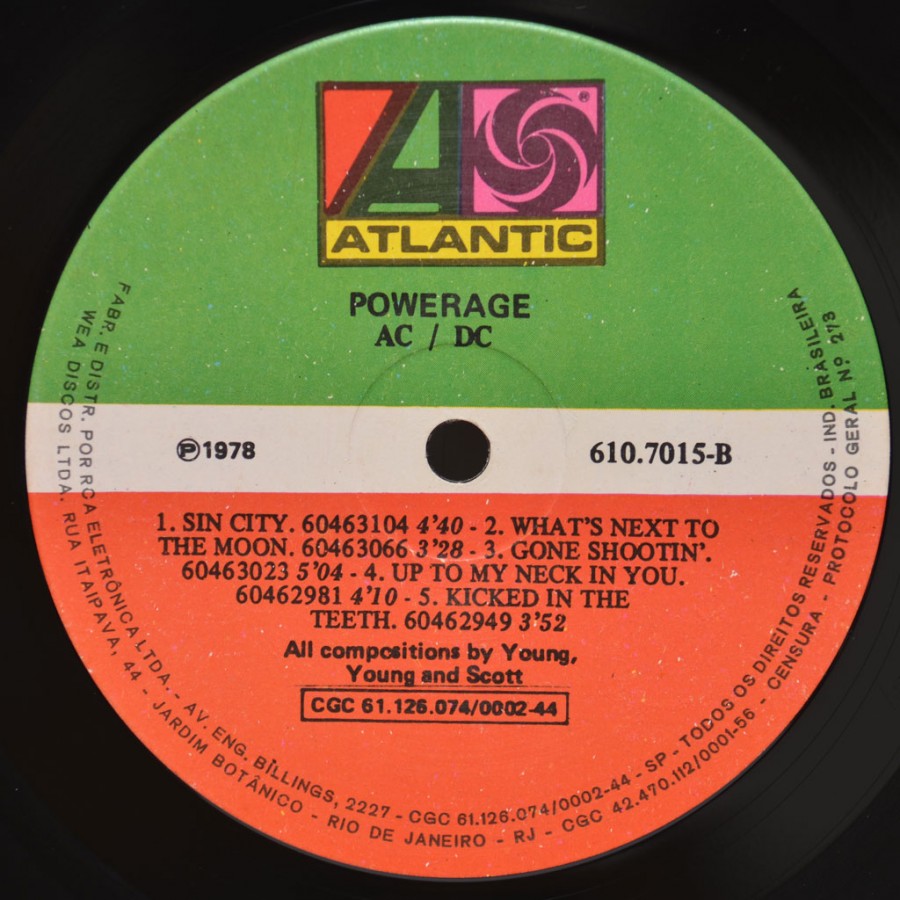 ®
ATLANTIC
POWERAGE
AC / DC
℗1978
610.7015-B
1. SIN CITY. 60463104 4'40 - 2. WHAT'S NEXT TO
THE MOON. 60463066 3'28 - 3. GONE SHOOTIN'.
60463023 5'04 - 4. UP TO MY NECK IN YOU.
60462981 4'10 - 5. KICKED IN THE
TEETH. 60462949 3'52
All compositions by Young,
Young and Scott
CGC 61.126.074/0002-44
FABR. E DISTR. POR RCA ELETRÔNICA LTDA. - AV. ENG. BILLINGS, 2227 - CGC 61.126.074/0002-44 - SP - TODOS OS DIREITOS RESERVADOS - IND. BRASILEIRA
WEA DISCOS LTDA. RUA ITAIPAVA, 44 - JARDIM BOTÂNICO - RIO DE JANEIRO - RJ - CGC 42.470.112/0001-56 - CENSURA - PROTOCOLO GERAL Nº 273